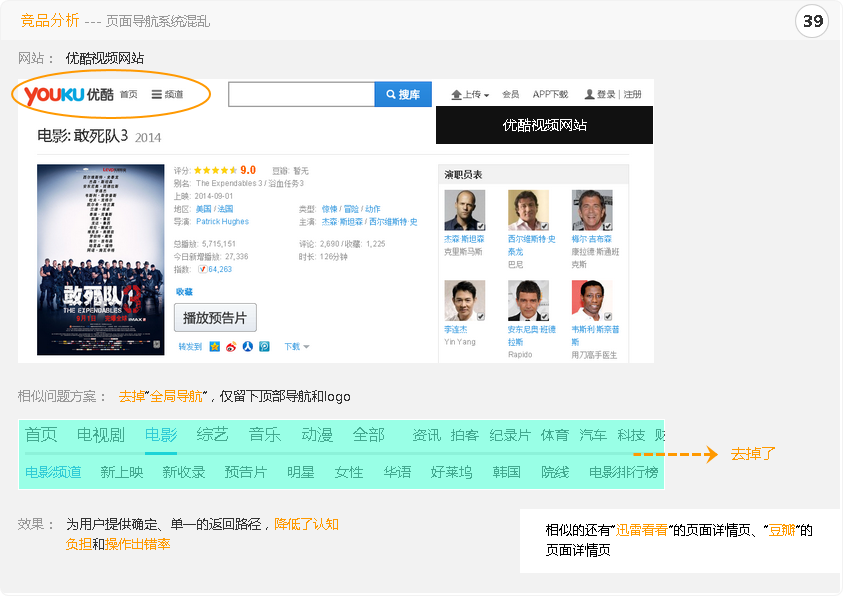 竞品分析 --- 页面导航系统混乱
39
网站： 优酷视频网站
YOUKU 优酷 首页 频道 搜库 上传 会员 APP下载 登录 | 注册
优酷视频网站
电影: 敢死队3 2014
评分: 9.0 豆瓣: 暂无
别名: The Expendables 3 / 浴血任务3
上映: 2014-09-01
地区: 美国 / 法国 类型: 惊悚 / 冒险 / 动作
导演: Patrick Hughes 主演: 杰森·斯坦森 / 西尔维斯特·史
总播放: 5,715,151 评论: 2,690 / 收藏: 1,225
今日新增播放: 27,336 时长: 126分钟
指数: 64,263
收藏
播放预告片
转发到 下载
敢死队3
THE EXPENDABLES
演职员表
杰森·斯坦森
克里斯马斯
西尔维斯特·史泰龙
巴尼
梅尔·吉布森
康拉德·斯通班克斯
李连杰
Yin Yang
安东尼奥·班德拉斯
Rapido
韦斯利·斯奈普斯
用刀高手医生
相似问题方案： 去掉“全局导航”，仅留下顶部导航和logo
首页 电视剧 电影 综艺 音乐 动漫 全部 资讯 拍客 纪录片 体育 汽车 科技 财
电影频道 新上映 新收录 预告片 明星 女性 华语 好莱坞 韩国 院线 电影排行榜
去掉了
效果： 为用户提供确定、单一的返回路径，降低了认知
负担和操作出错率
相似的还有“迅雷看看”的页面详情页、“豆瓣”的
页面详情页